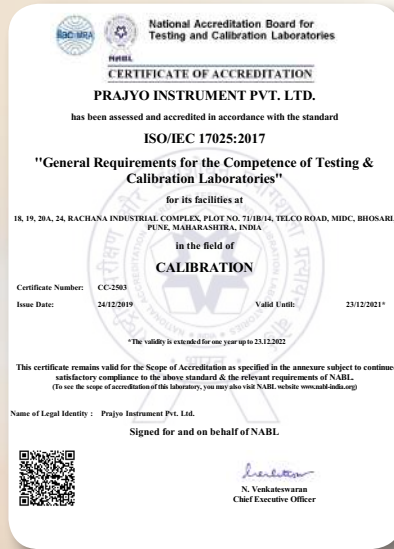 ilac-MRA
NABL
National Accreditation Board for
Testing and Calibration Laboratories
CERTIFICATE OF ACCREDITATION
PRAJYO INSTRUMENT PVT. LTD.
has been assessed and accredited in accordance with the standard
ISO/IEC 17025:2017
"General Requirements for the Competence of Testing &
Calibration Laboratories"
for its facilities at
18, 19, 20A, 24, RACHANA INDUSTRIAL COMPLEX, PLOT NO. 71/1B/14, TELCO ROAD, MIDC, BHOSARI,
PUNE, MAHARASHTRA, INDIA
in the field of
CALIBRATION
Certificate Number: CC-2503
Issue Date: 24/12/2019 Valid Until: 23/12/2021*
*The validity is extended for one year up to 23.12.2022
This certificate remains valid for the Scope of Accreditation as specified in the annexure subject to continue
satisfactory compliance to the above standard & the relevant requirements of NABL.
(To see the scope of accreditation of this laboratory, you may also visit NABL website www.nabl-india.org)
Name of Legal Identity : Prajyo Instrument Pvt. Ltd.
Signed for and on behalf of NABL
N. Venkateswaran
Chief Executive Officer